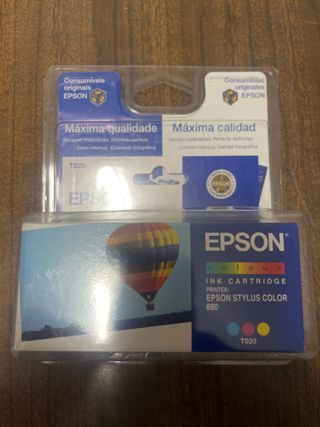 Consumíveis
originais
EPSON
Consumibles
originales
EPSON
Máxima qualidade
Máxima calidad
T020
EPSON
EPSON
colour
INK CARTRIDGE
PRINTER:
EPSON STYLUS COLOR
880
T020